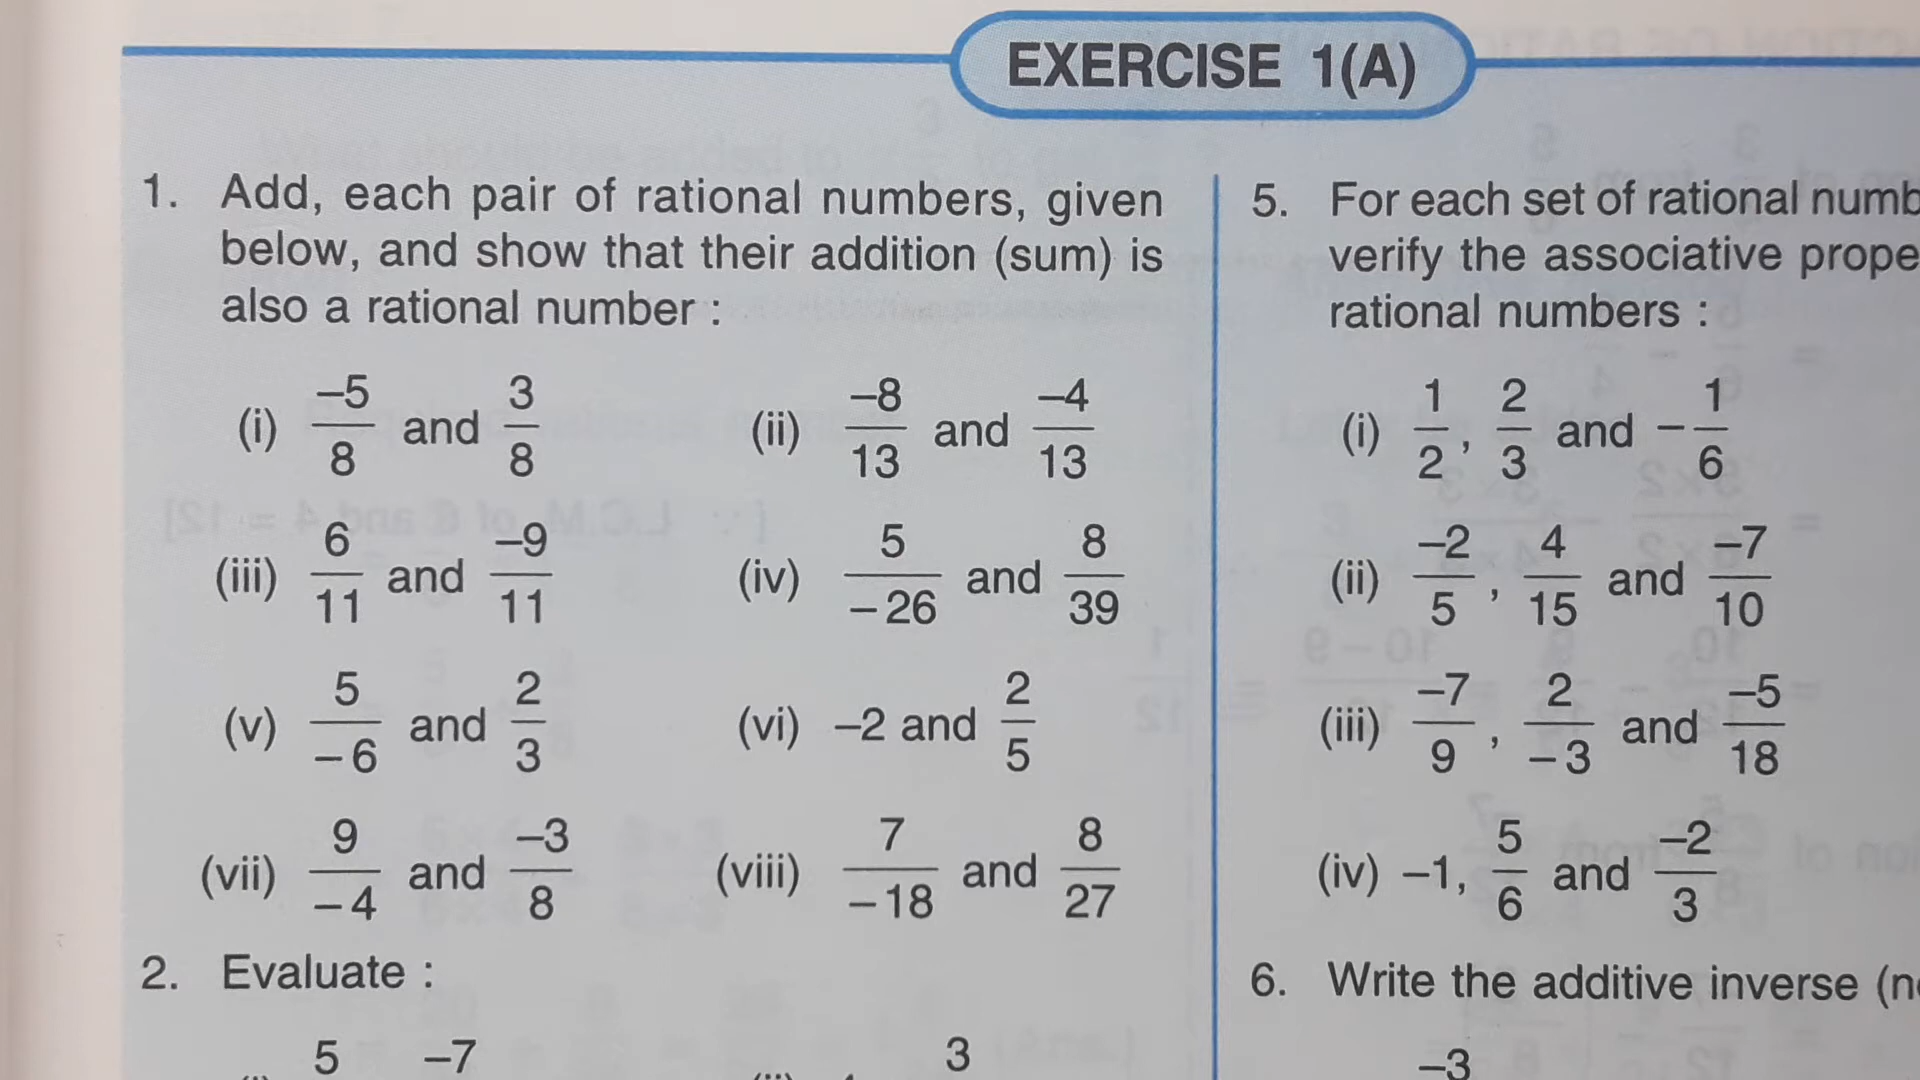 EXERCISE 1(A)
1. Add, each pair of rational numbers, given
below, and show that their addition (sum) is
also a rational number :
(i) −5/8 and 3/8 (ii) −8/13 and −4/13
(iii) 6/11 and −9/11 (iv) 5/−26 and 8/39
(v) 5/−6 and 2/3 (vi) −2 and 2/5
(vii) 9/−4 and −3/8 (viii) 7/−18 and 8/27
2. Evaluate :
5 −7 3
5. For each set of rational numb
verify the associative prope
rational numbers :
(i) 1/2, 2/3 and −1/6
(ii) −2/5, 4/15 and −7/10
(iii) −7/9, 2/−3 and −5/18
(iv) −1, 5/6 and −2/3
6. Write the additive inverse (n
−3